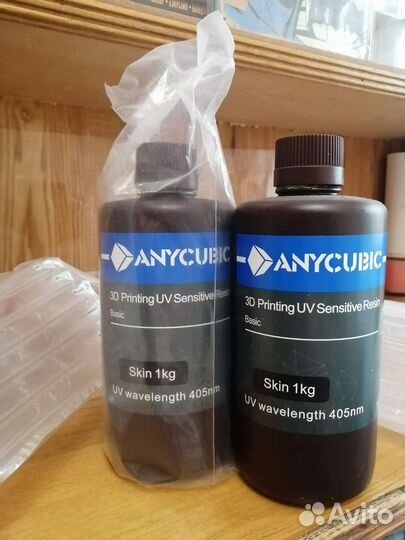 ANYCUBIC
3D Printing UV Sensitive Resin
Basic
Skin 1kg
UV wavelength 405nm
ANYCUBIC
3D Printing UV Sensitive Resin
Basic
Skin 1kg
UV wavelength 405nm
Avito